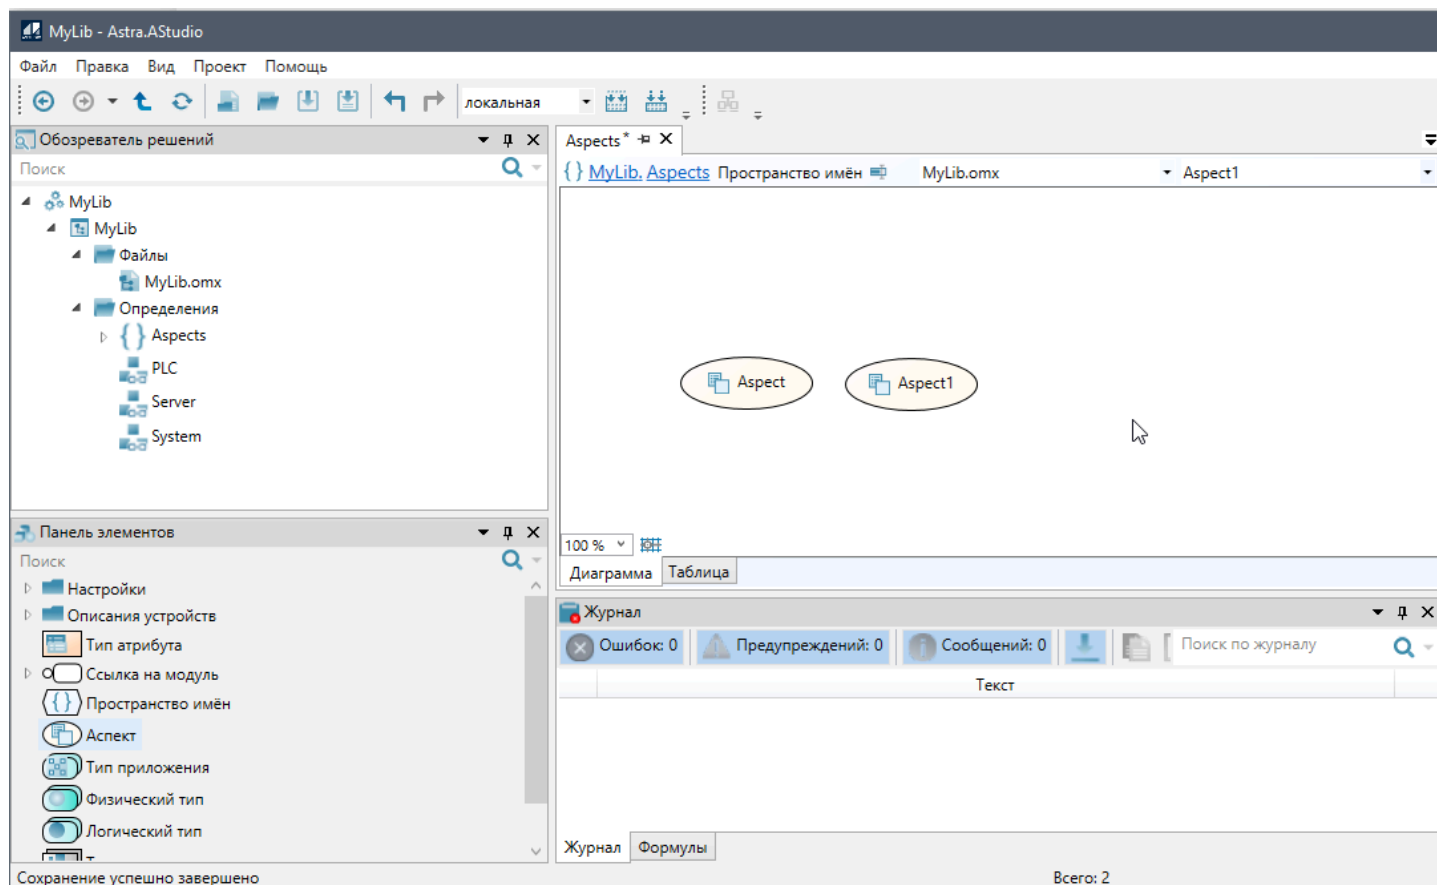 MyLib - Astra.AStudio
Файл Правка Вид Проект Помощь
локальная
Обозреватель решений
Поиск
MyLib
MyLib
Файлы
MyLib.omx
Определения
{ } Aspects
PLC
Server
System
Панель элементов
Поиск
Настройки
Описания устройств
Тип атрибута
Ссылка на модуль
{ } Пространство имён
Аспект
Тип приложения
Физический тип
Логический тип
Aspects*
{ } MyLib. Aspects Пространство имён MyLib.omx Aspect1
Aspect Aspect1
100 %
Диаграмма Таблица
Журнал
Ошибок: 0 Предупреждений: 0 Сообщений: 0 Поиск по журналу
Текст
Журнал Формулы
Сохранение успешно завершено Всего: 2